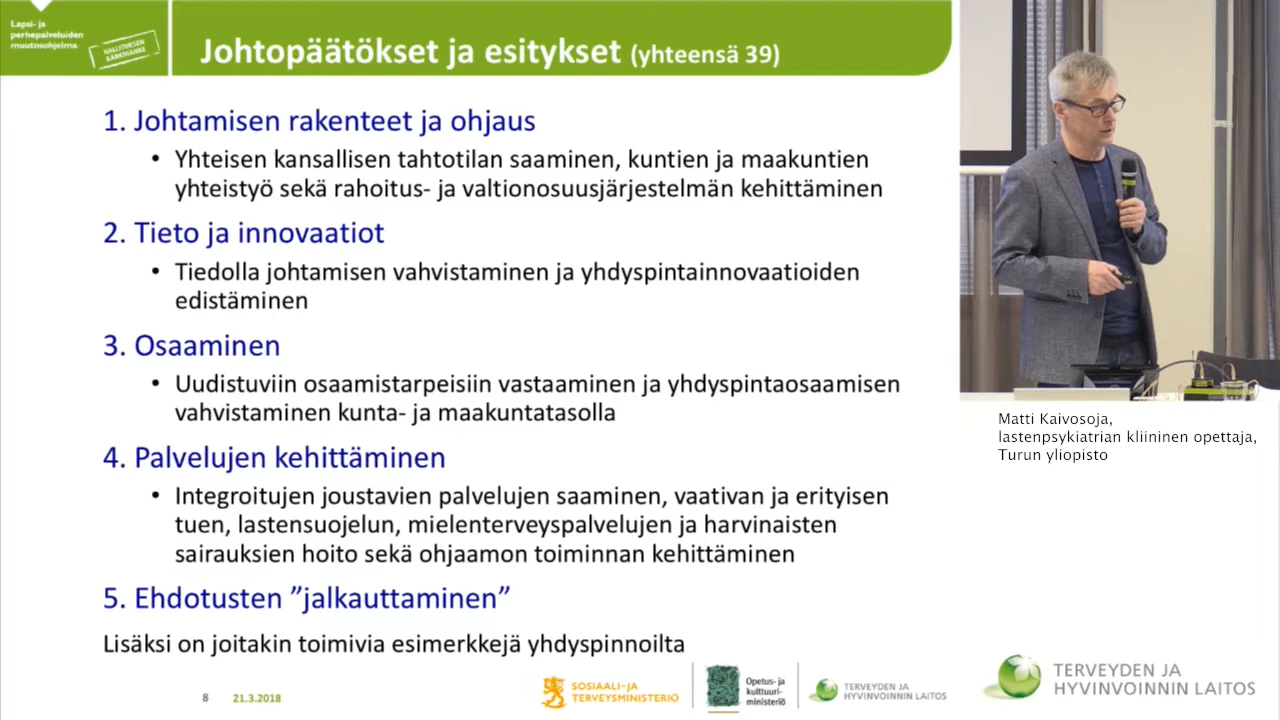 Lapsi- ja
perhepalveluiden
muutosohjelma
HALLITUKSEN
KÄRKIHANKE
Johtopäätökset ja esitykset (yhteensä 39)
1. Johtamisen rakenteet ja ohjaus
• Yhteisen kansallisen tahtotilan saaminen, kuntien ja maakuntien
yhteistyö sekä rahoitus- ja valtionosuusjärjestelmän kehittäminen
2. Tieto ja innovaatiot
• Tiedolla johtamisen vahvistaminen ja yhdyspintainnovaatioiden
edistäminen
3. Osaaminen
• Uudistuviin osaamistarpeisiin vastaaminen ja yhdyspintaosaamisen
vahvistaminen kunta- ja maakuntatasolla
4. Palvelujen kehittäminen
• Integroitujen joustavien palvelujen saaminen, vaativan ja erityisen
tuen, lastensuojelun, mielenterveyspalvelujen ja harvinaisten
sairauksien hoito sekä ohjaamon toiminnan kehittäminen
5. Ehdotusten ”jalkauttaminen”
Lisäksi on joitakin toimivia esimerkkejä yhdyspinnoilta
8 21.3.2018
SOSIAALI- JA
TERVEYSMINISTERIÖ
Opetus- ja
kulttuuri-
ministeriö
TERVEYDEN JA
HYVINVOINNIN LAITOS
Matti Kaivosoja,
lastenpsykiatrian kliininen opettaja,
Turun yliopisto
TERVEYDEN JA
HYVINVOINNIN LAITOS